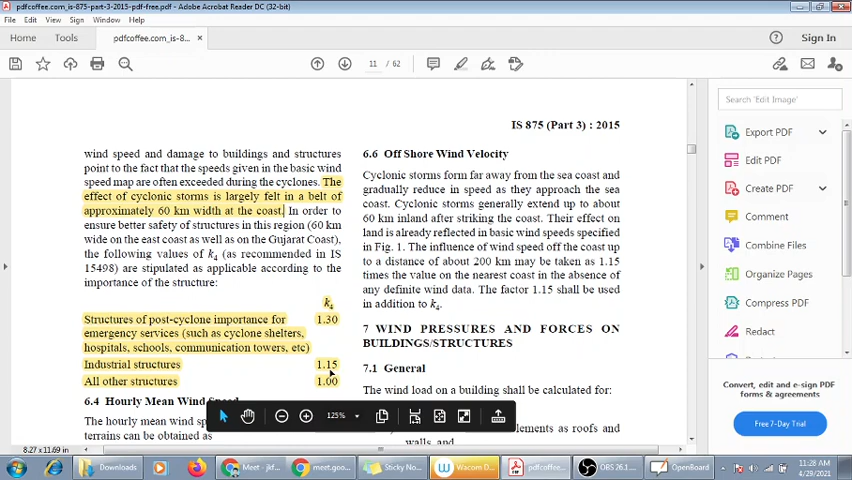 pdfcoffee.com_is-875-part-3-2015-pdf-free.pdf - Adobe Acrobat Reader DC (32-bit)
File Edit View Sign Window Help
Home Tools pdfcoffee.com_is-8... × Sign In
11 / 62
IS 875 (Part 3) : 2015
wind speed and damage to buildings and structures
point to the fact that the speeds given in the basic wind
speed map are often exceeded during the cyclones. The
effect of cyclonic storms is largely felt in a belt of
approximately 60 km width at the coast. In order to
ensure better safety of structures in this region (60 km
wide on the east coast as well as on the Gujarat Coast),
the following values of k4 (as recommended in IS
15498) are stipulated as applicable according to the
importance of the structure:
k4
Structures of post-cyclone importance for 1.30
emergency services (such as cyclone shelters,
hospitals, schools, communication towers, etc)
Industrial structures 1.15
All other structures 1.00
6.4 Hourly Mean Wind Speed
The hourly mean wind sp
terrains can be obtained as
6.6 Off Shore Wind Velocity
Cyclonic storms form far away from the sea coast and
gradually reduce in speed as they approach the sea
coast. Cyclonic storms generally extend up to about
60 km inland after striking the coast. Their effect on
land is already reflected in basic wind speeds specified
in Fig. 1. The influence of wind speed off the coast up
to a distance of about 200 km may be taken as 1.15
times the value on the nearest coast in the absence of
any definite wind data. The factor 1.15 shall be used
in addition to k4.
7 WIND PRESSURES AND FORCES ON
BUILDINGS/STRUCTURES
7.1 General
The wind load on a building shall be calculated for:
elements as roofs and
walls, and
125%
8.27 x 11.69 in
Search 'Edit Image'
Export PDF
Edit PDF
Create PDF
Comment
Combine Files
Organize Pages
Compress PDF
Redact
Convert, edit and e-sign PDF
forms & agreements
Free 7-Day Trial
Downloads
Meet - jkf...
meet.goo...
Sticky No...
Wacom D...
pdfcoffee...
OBS 26.1...
OpenBoard
11:28 AM
4/29/2021